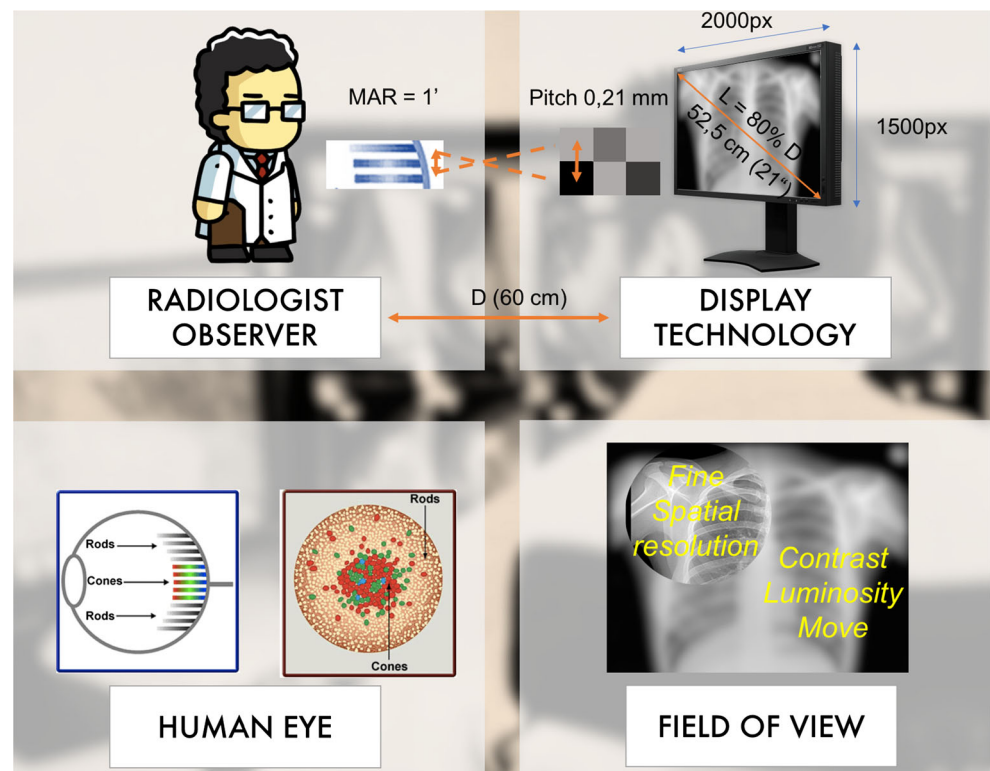 2000px
MAR = 1’
Pitch 0,21 mm
L = 80% D
52,5 cm (21“)
1500px
RADIOLOGIST
OBSERVER
D (60 cm)
DISPLAY
TECHNOLOGY
Rods
Cones
Rods
Rods
Cones
Fine
Spatial
resolution
Contrast
Luminosity
Move
HUMAN EYE
FIELD OF VIEW